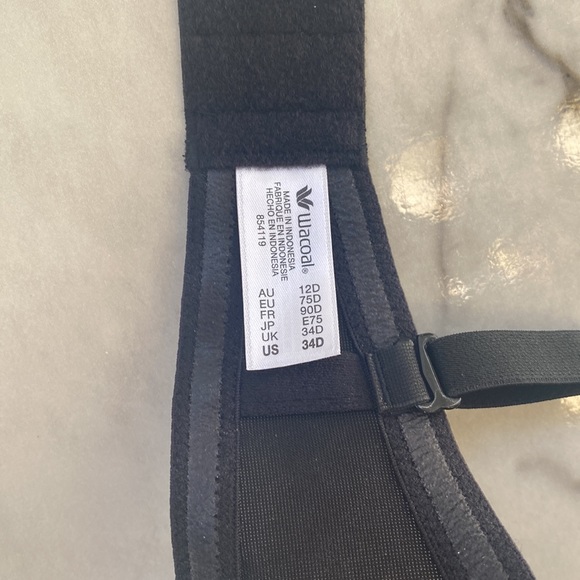 Wacoal®
MADE IN INDONESIA
FABRIQUE EN INDONESIE
HECHO EN INDONESIA
854119
AU 12D
EU 75D
FR 90D
JP E75
UK 34D
US 34D